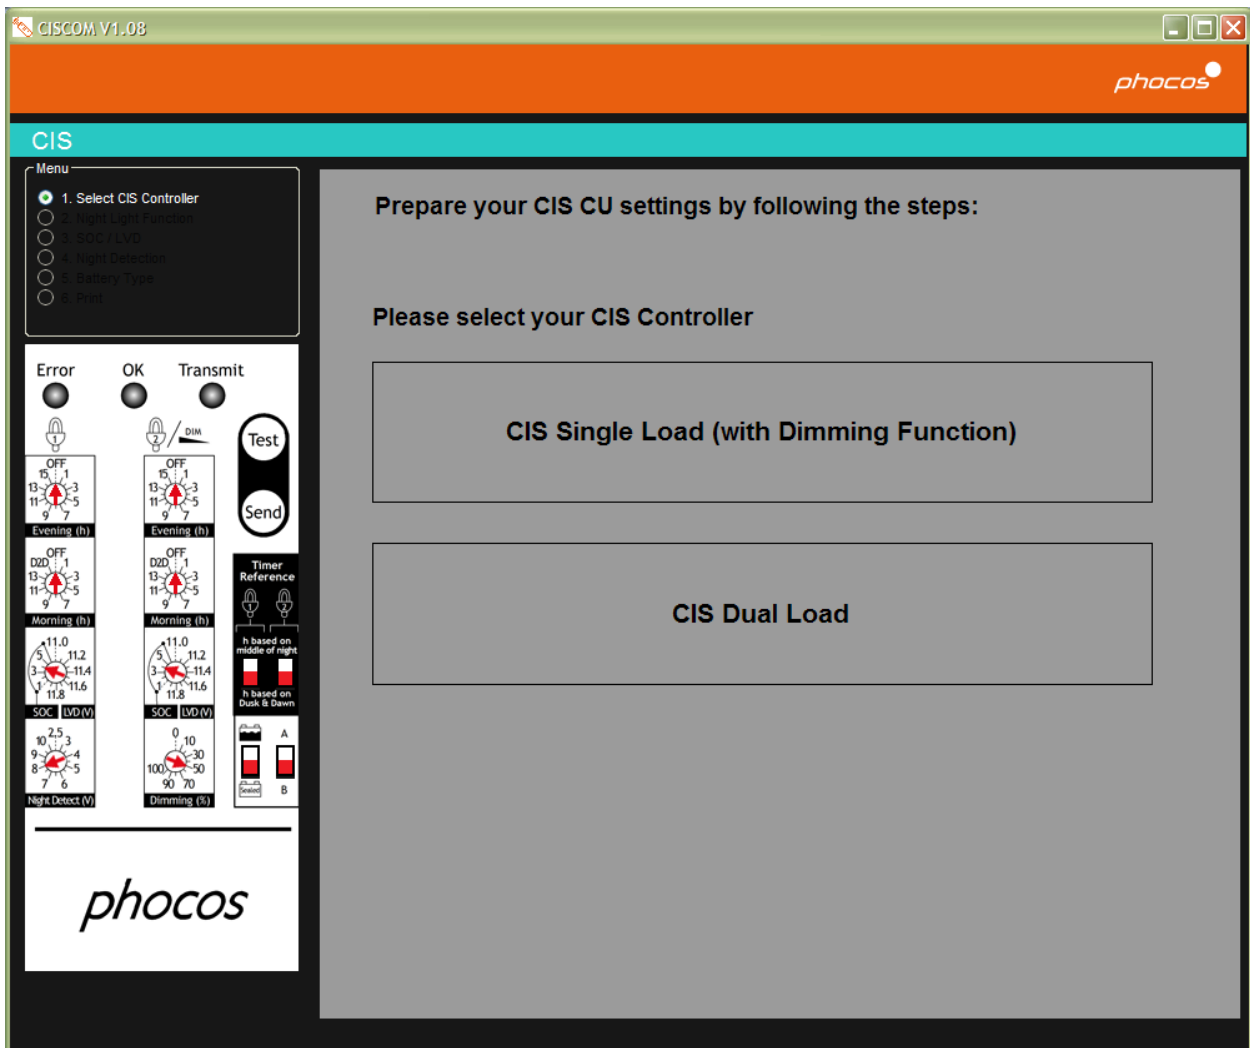 CISCOM V1.08
phocos
CIS
Menu
1. Select CIS Controller
2. Night Light Function
3. SOC / LVD
4. Night Detection
5. Battery Type
6. Print
Prepare your CIS CU settings by following the steps:
Please select your CIS Controller
CIS Single Load (with Dimming Function)
CIS Dual Load
Error OK Transmit
1 2 DIM
Test
Send
OFF
15 1
13 3
11 5
9 7
Evening (h)
OFF
15 1
13 3
11 5
9 7
Evening (h)
OFF
D2D 1
13 3
11 5
9 7
Morning (h)
OFF
D2D 1
13 3
11 5
9 7
Morning (h)
Timer
Reference
1 2
h based on
middle of night
h based on
Dusk & Dawn
11.0
5 11.2
3 11.4
1 11.6
11.8
SOC LVD (V)
11.0
5 11.2
3 11.4
1 11.6
11.8
SOC LVD (V)
2,5
10 3
9 4
8 5
7 6
Night Detect (V)
0
10
30
100 50
90 70
Dimming (%)
A
Sealed B
phocos